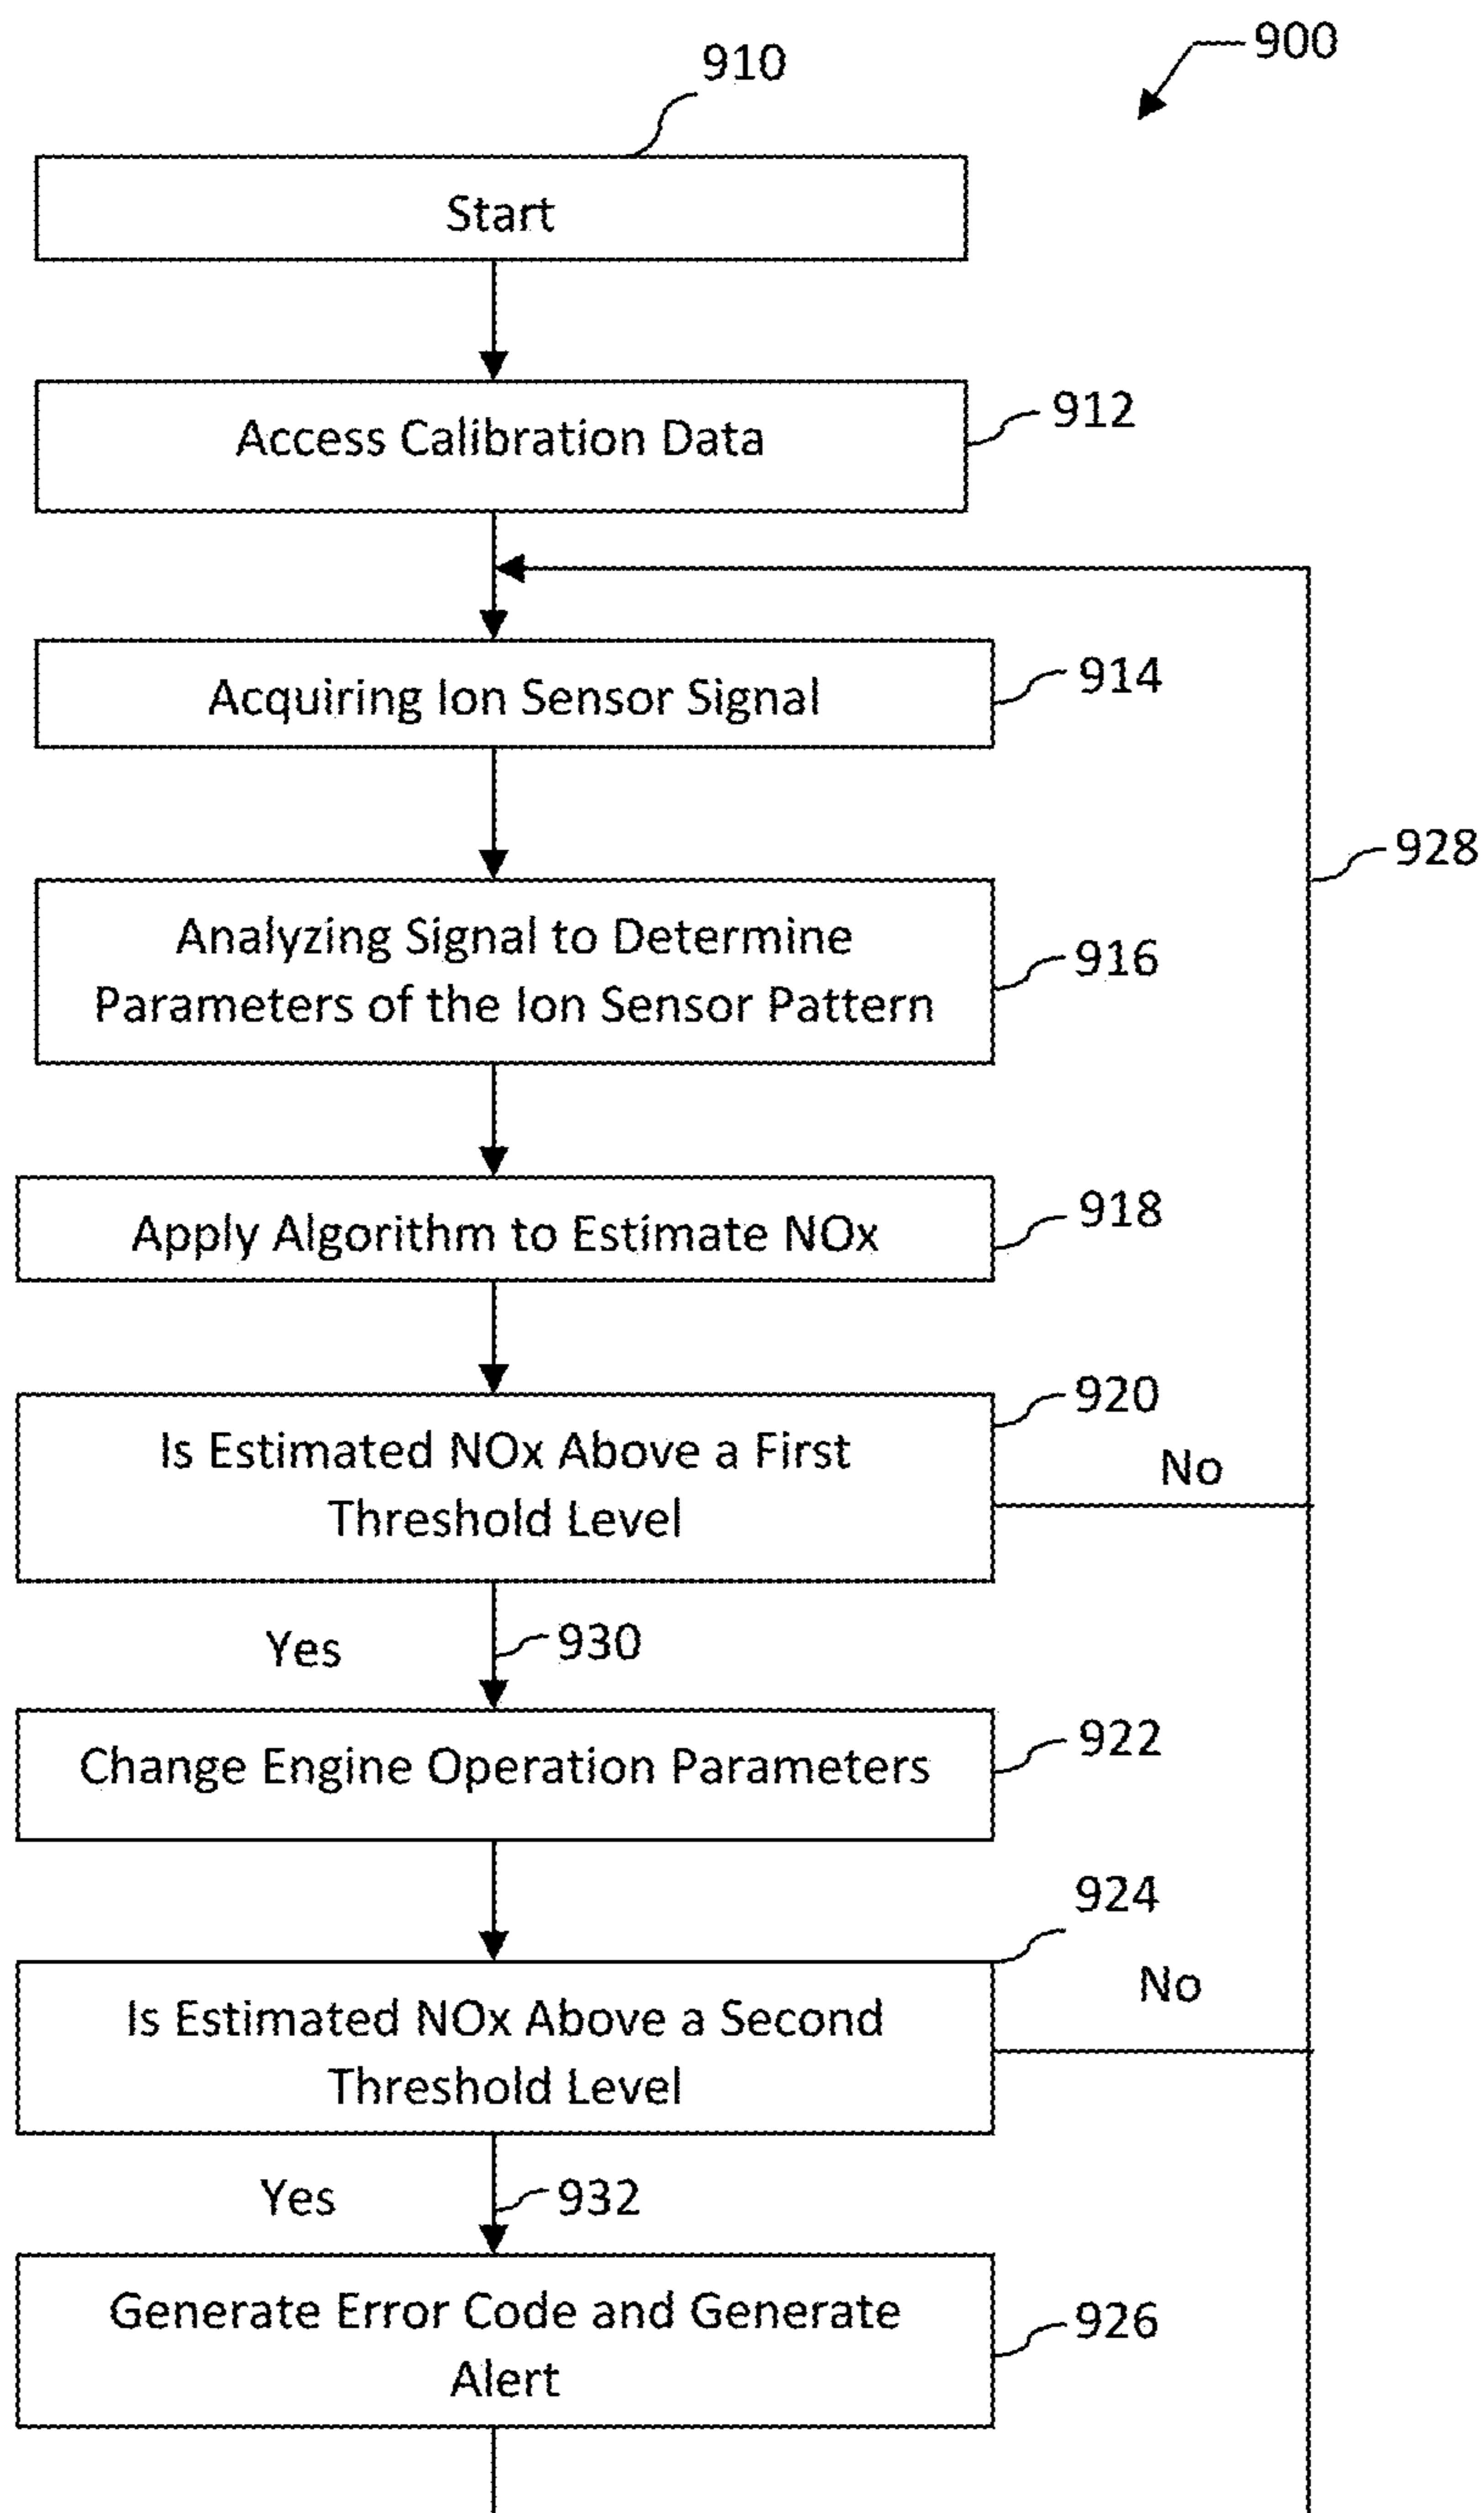 900
910
Start
Access Calibration Data
912
Acquiring Ion Sensor Signal
914
928
Analyzing Signal to Determine
Parameters of the Ion Sensor Pattern
916
Apply Algorithm to Estimate NOx
918
920
Is Estimated NOx Above a First
Threshold Level
No
Yes
930
Change Engine Operation Parameters
922
924
Is Estimated NOx Above a Second
Threshold Level
No
Yes
932
Generate Error Code and Generate
Alert
926